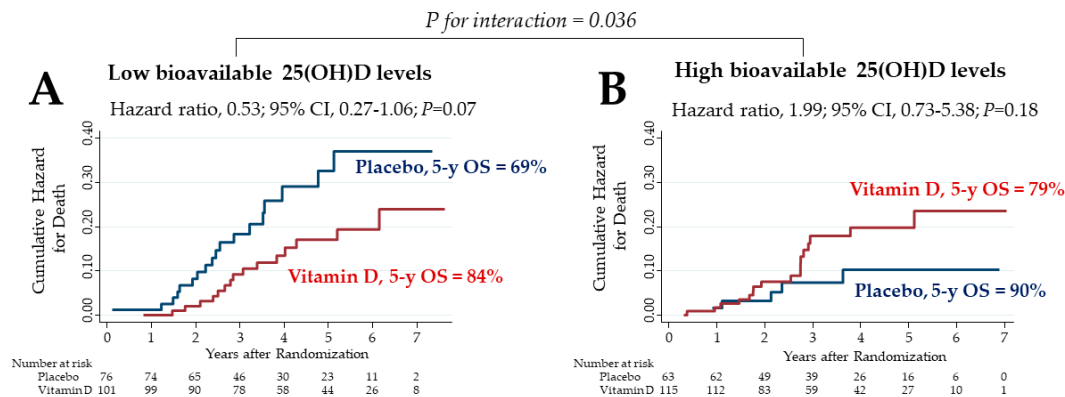 P for interaction = 0.036
A
Low bioavailable 25(OH)D levels
Hazard ratio, 0.53; 95% CI, 0.27-1.06; P=0.07
Cumulative Hazard
for Death
0.40
0.30
0.20
0.10
0.00
Placebo, 5-y OS = 69%
Vitamin D, 5-y OS = 84%
0 1 2 3 4 5 6 7
Years after Randomization
Number at risk
Placebo 76 74 65 46 30 23 11 2
Vitamin D 101 99 90 78 58 44 26 8
B
High bioavailable 25(OH)D levels
Hazard ratio, 1.99; 95% CI, 0.73-5.38; P=0.18
Cumulative Hazard
for Death
0.40
0.30
0.20
0.10
0.00
Vitamin D, 5-y OS = 79%
Placebo, 5-y OS = 90%
0 1 2 3 4 5 6 7
Years after Randomization
Number at risk
Placebo 63 62 49 39 26 16 6 0
Vitamin D 115 112 83 59 42 27 10 1